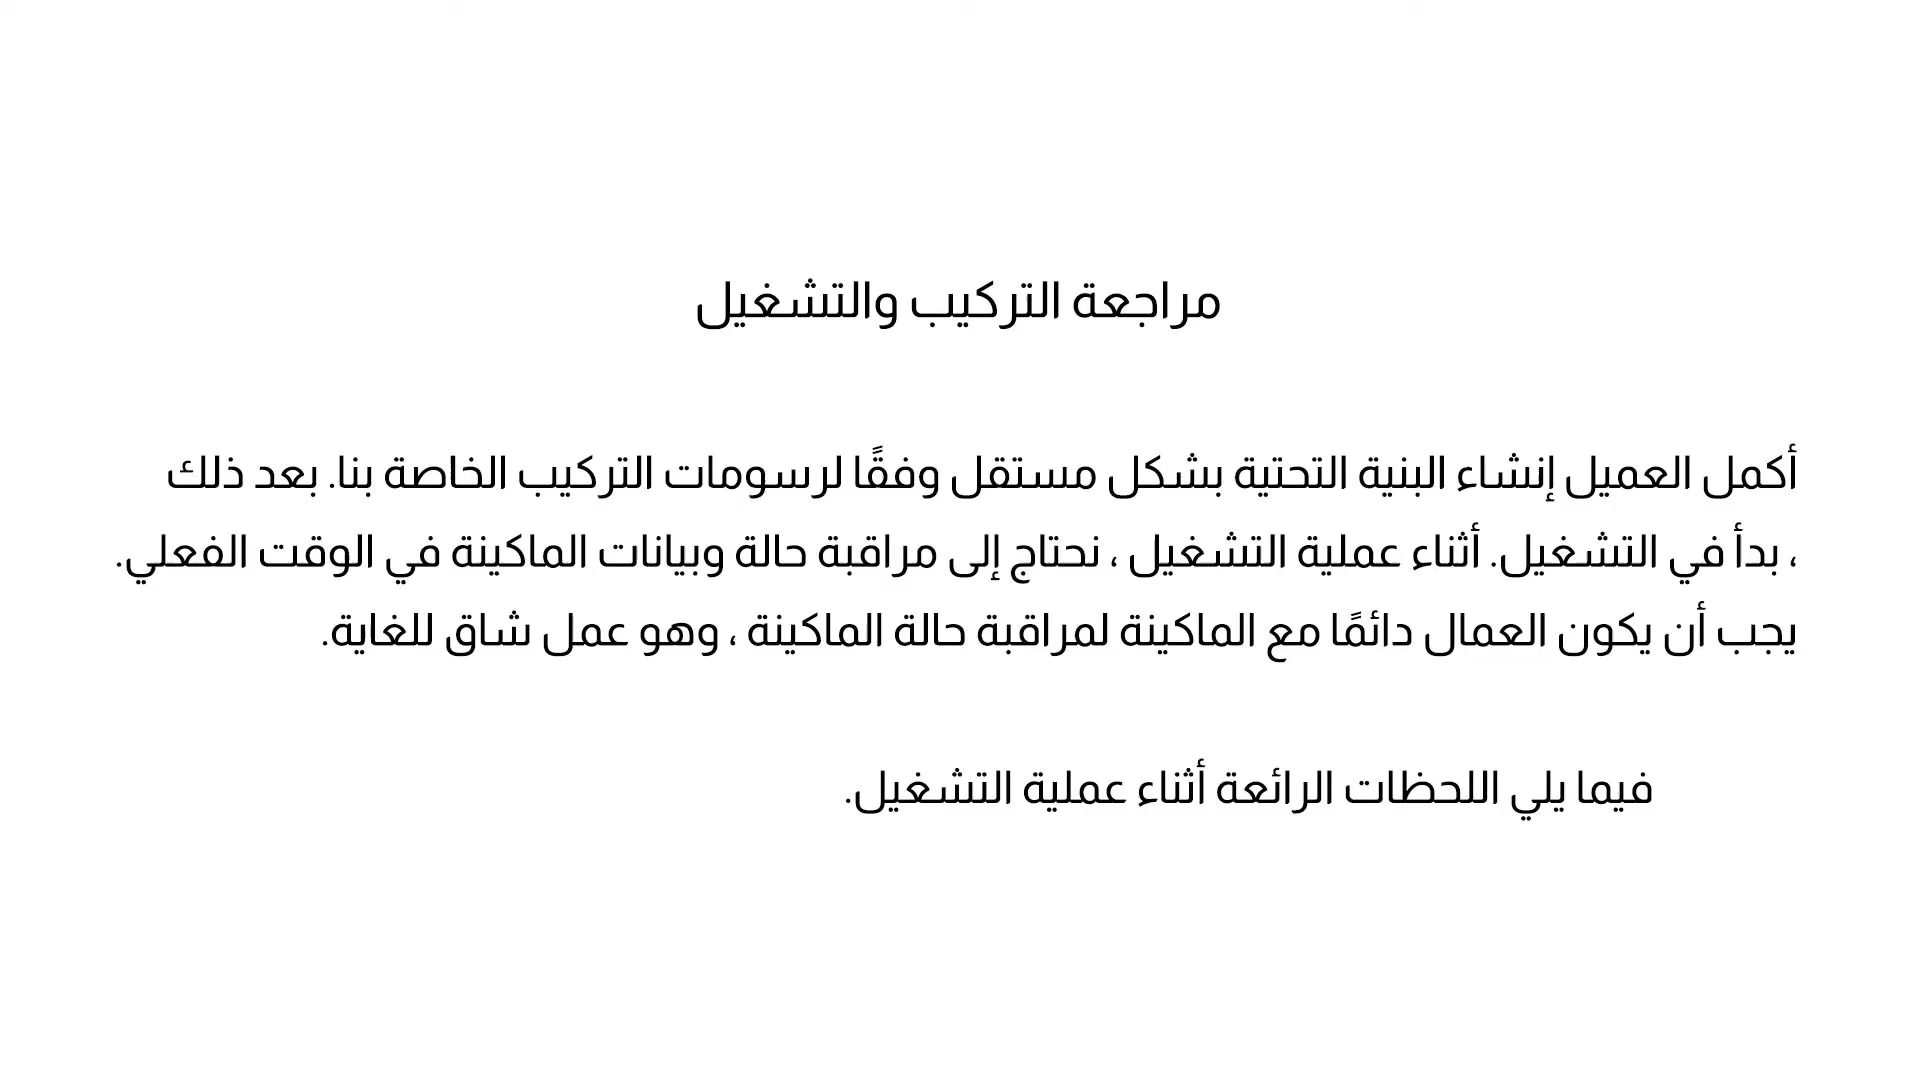 مراجعة التركيب والتشغيل
أكمل العميل إنشاء البنية التحتية بشكل مستقل وفقًا لرسومات التركيب الخاصة بنا. بعد ذلك
، بدأ في التشغيل. أثناء عملية التشغيل ، نحتاج إلى مراقبة حالة وبيانات الماكينة في الوقت الفعلي.
يجب أن يكون العمال دائمًا مع الماكينة لمراقبة حالة الماكينة ، وهو عمل شاق للغاية.
فيما يلي اللحظات الرائعة أثناء عملية التشغيل.